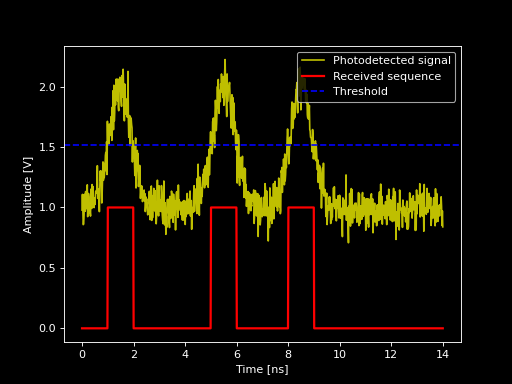 Photodetected signal
Received sequence
Threshold
2.0
1.5
1.0
0.5
0.0
Amplitude [V]
0 2 4 6 8 10 12 14
Time [ns]